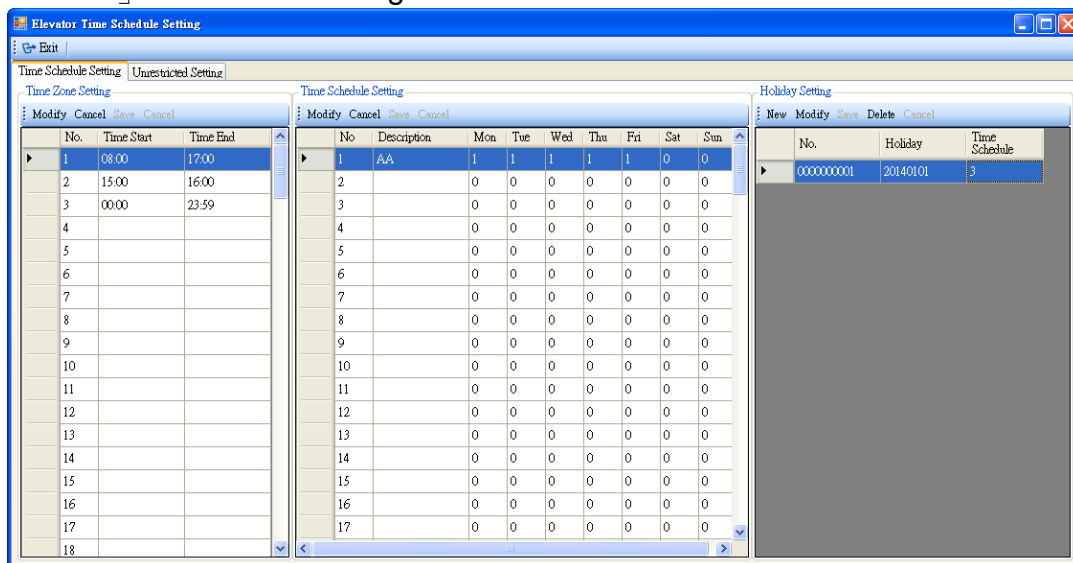 Elevator Time Schedule Setting
Exit
Time Schedule Setting Unrestricted Setting
Time Zone Setting
Modify Cancel Save Cancel
No. Time Start Time End
1 08:00 17:00
2 15:00 16:00
3 00:00 23:59
4
5
6
7
8
9
10
11
12
13
14
15
16
17
18
Time Schedule Setting
Modify Cancel Save Cancel
No Description Mon Tue Wed Thu Fri Sat Sun
1 AA 1 1 1 1 1 0 0
2 0 0 0 0 0 0 0
3 0 0 0 0 0 0 0
4 0 0 0 0 0 0 0
5 0 0 0 0 0 0 0
6 0 0 0 0 0 0 0
7 0 0 0 0 0 0 0
8 0 0 0 0 0 0 0
9 0 0 0 0 0 0 0
10 0 0 0 0 0 0 0
11 0 0 0 0 0 0 0
12 0 0 0 0 0 0 0
13 0 0 0 0 0 0 0
14 0 0 0 0 0 0 0
15 0 0 0 0 0 0 0
16 0 0 0 0 0 0 0
17 0 0 0 0 0 0 0
Holiday Setting
New Modify Save Delete Cancel
No. Holiday Time Schedule
0000000001 20140101 3